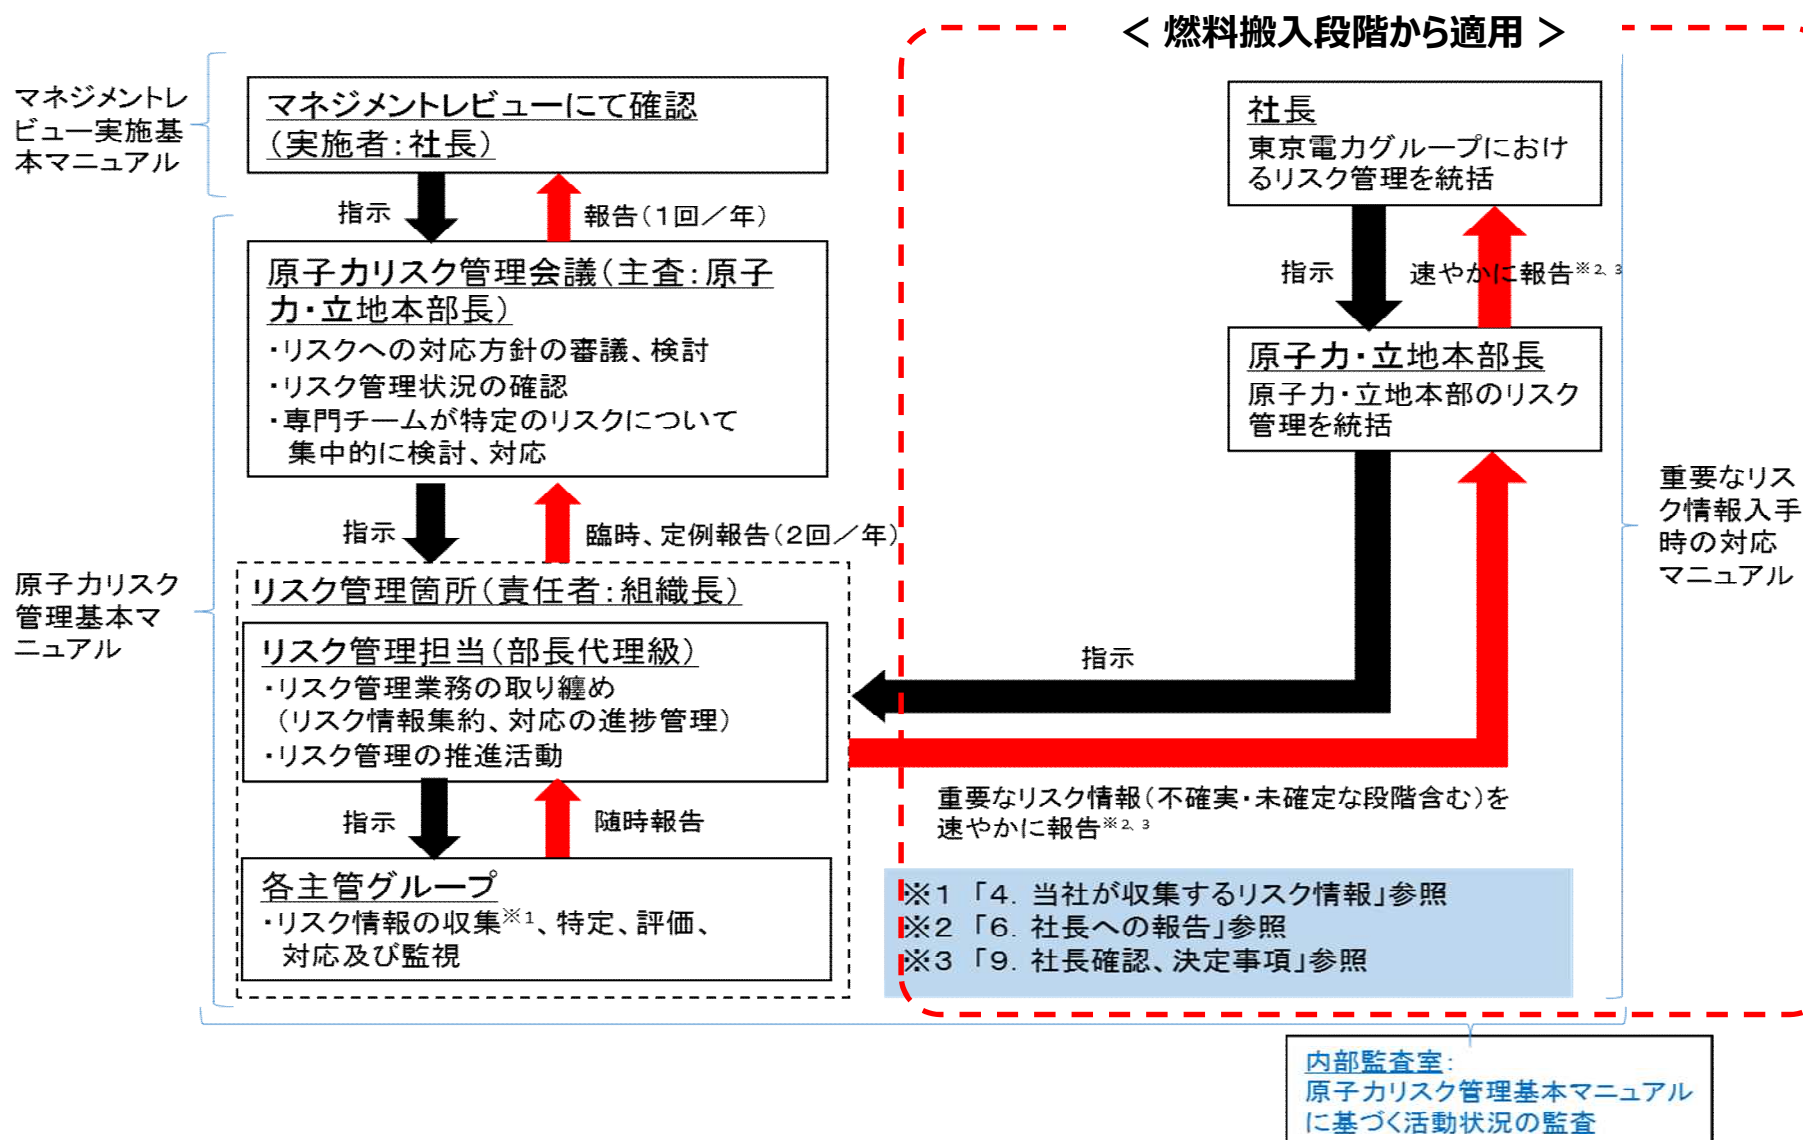 ＜ 燃料搬入段階から適用 ＞
マネジメントレ
ビュー実施基
本マニュアル
マネジメントレビューにて確認
（実施者：社長）
指示
報告（１回／年）
原子力リスク管理会議（主査：原子
力・立地本部長）
・リスクへの対応方針の審議、検討
・リスク管理状況の確認
・専門チームが特定のリスクについて
集中的に検討、対応
指示
臨時、定例報告（２回／年）
原子力リスク
管理基本マ
ニュアル
リスク管理箇所（責任者：組織長）
リスク管理担当（部長代理級）
・リスク管理業務の取り纏め
（リスク情報集約、対応の進捗管理）
・リスク管理の推進活動
指示
随時報告
各主管グループ
・リスク情報の収集※1、特定、評価、
対応及び監視
社長
東京電力グループにおけ
るリスク管理を統括
指示
速やかに報告※2、3
原子力・立地本部長
原子力・立地本部のリスク
管理を統括
重要なリス
ク情報入手
時の対応
マニュアル
指示
重要なリスク情報（不確実・未確定な段階含む）を
速やかに報告※2、3
※１ 「４．当社が収集するリスク情報」参照
※２ 「６．社長への報告」参照
※３ 「９．社長確認、決定事項」参照
内部監査室：
原子力リスク管理基本マニュアル
に基づく活動状況の監査